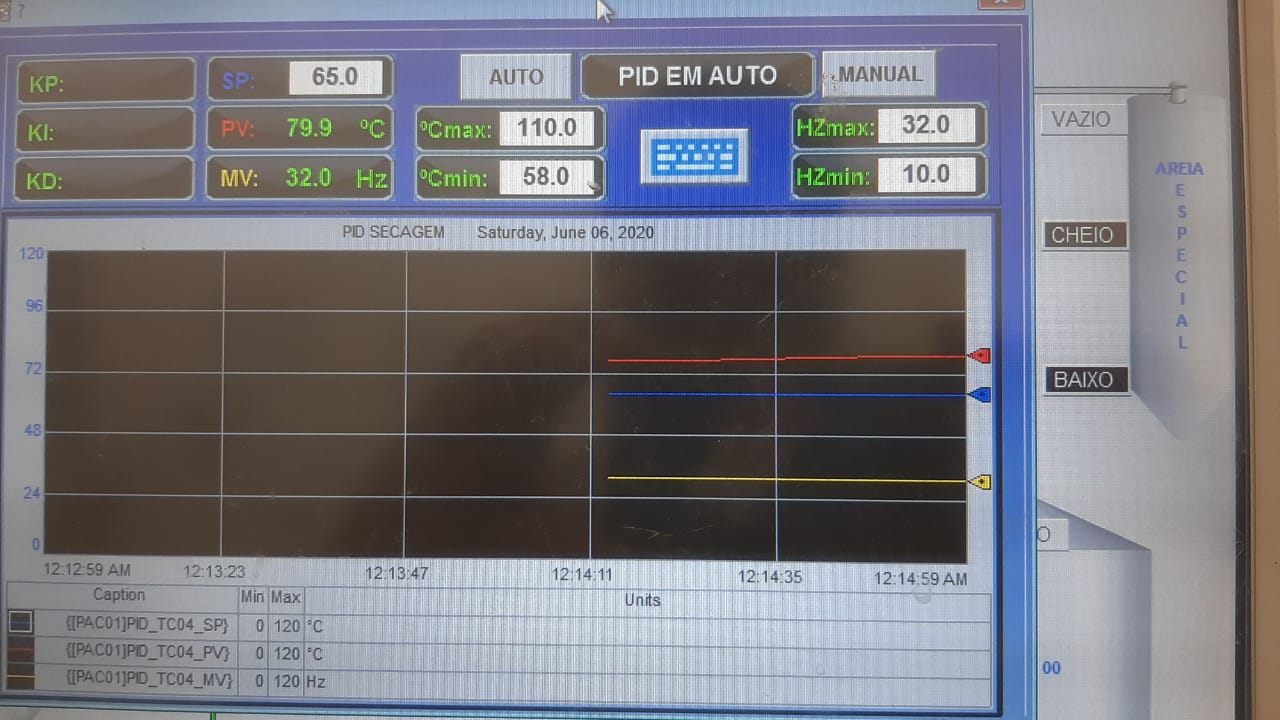 ?
KP:
SP: 65.0
AUTO
PID EM AUTO
MANUAL
KI:
PV: 79.9 ºC
ºCmax: 110.0
HZmax: 32.0
KD:
MV: 32.0 Hz
ºCmin: 58.0
HZmin: 10.0
VAZIO
AREIA
ESPECIAL
CHEIO
BAIXO
PID SECAGEM Saturday, June 06, 2020
120
96
72
48
24
0
12:12:59 AM 12:13:23 12:13:47 12:14:11 12:14:35 12:14:59 AM
Caption Min Max Units
{[PAC01]PID_TC04_SP} 0 120 °C
{[PAC01]PID_TC04_PV} 0 120 °C
{[PAC01]PID_TC04_MV} 0 120 Hz
O
00